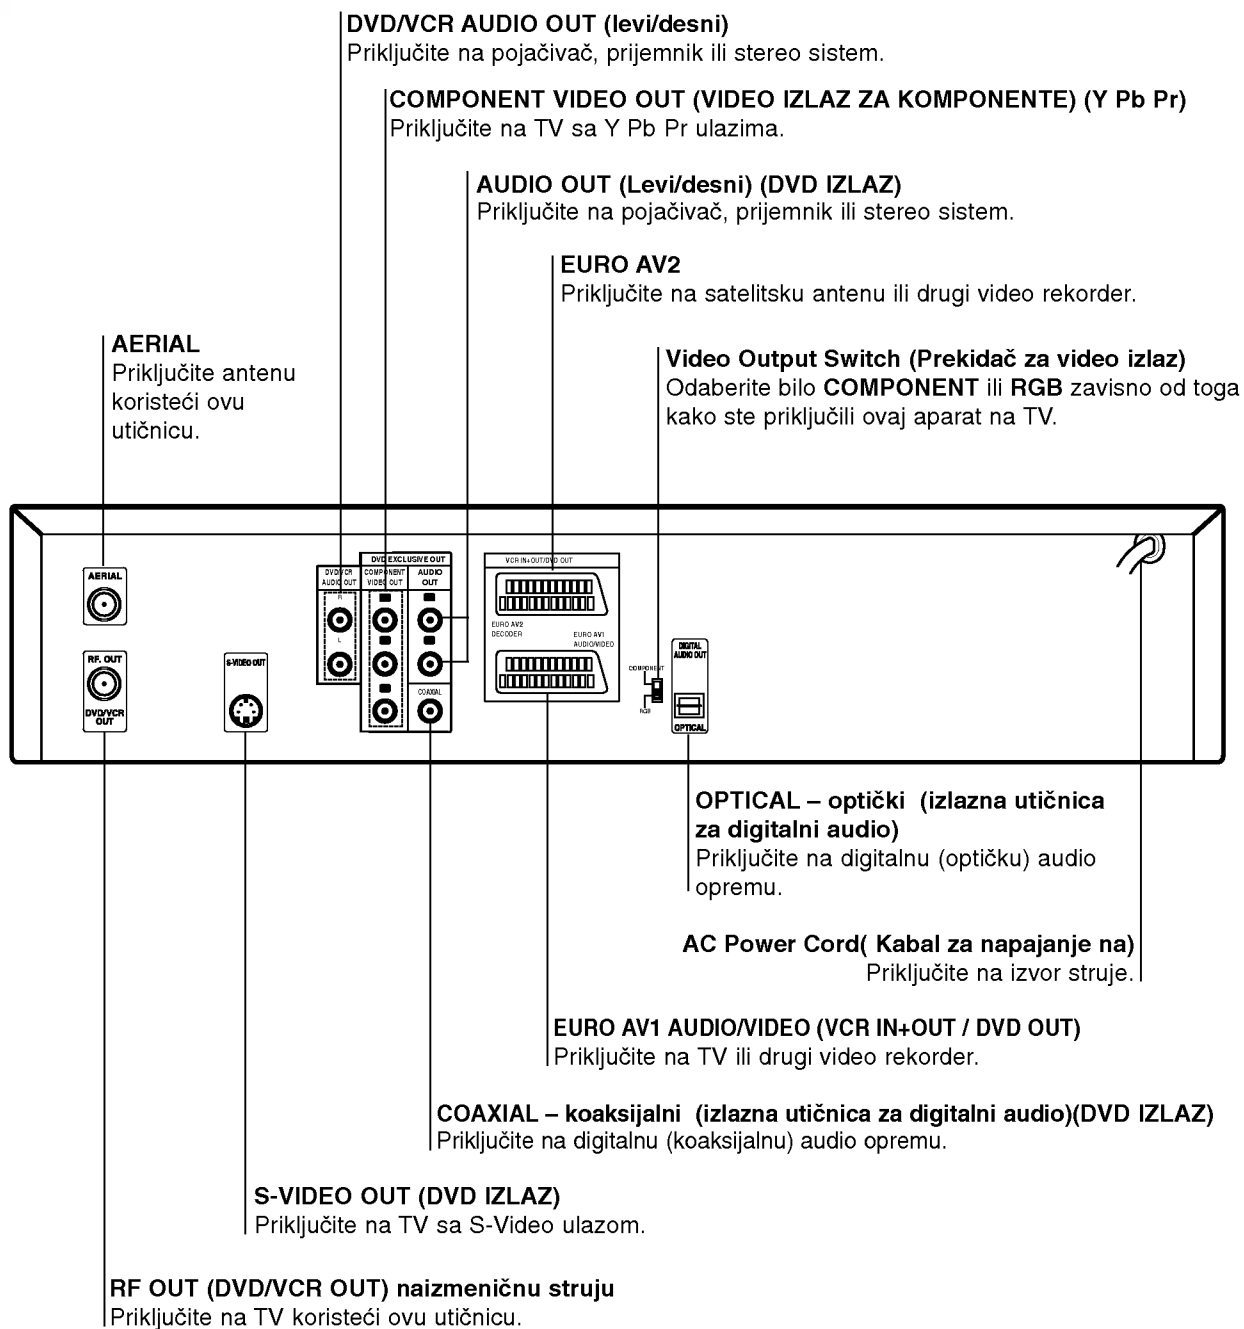 DVD/VCR AUDIO OUT (levi/desni)
Priključite na pojačivač, prijemnik ili stereo sistem.
COMPONENT VIDEO OUT (VIDEO IZLAZ ZA KOMPONENTE) (Y Pb Pr)
Priključite na TV sa Y Pb Pr ulazima.
AUDIO OUT (Levi/desni) (DVD IZLAZ)
Priključite na pojačivač, prijemnik ili stereo sistem.
EURO AV2
Priključite na satelitsku antenu ili drugi video rekorder.
AERIAL
Priključite antenu
koristeći ovu
utičnicu.
Video Output Switch (Prekidač za video izlaz)
Odaberite bilo COMPONENT ili RGB zavisno od toga
kako ste priključili ovaj aparat na TV.
AERIAL
RF. OUT
DVD/VCR
OUT
S-VIDEO OUT
DVD/VCR
AUDIO OUT
R
L
DVD EXCLUSIVE OUT
COMPONENT
VIDEO OUT
AUDIO
OUT
COAXIAL
VCR IN+OUT/DVD OUT
EURO AV2
DECODER
EURO AV1
AUDIO/VIDEO
COMPONENT
RGB
DIGITAL
AUDIO OUT
OPTICAL
OPTICAL – optički (izlazna utičnica
za digitalni audio)
Priključite na digitalnu (optičku) audio
opremu.
AC Power Cord( Kabal za napajanje na)
Priključite na izvor struje.
EURO AV1 AUDIO/VIDEO (VCR IN+OUT / DVD OUT)
Priključite na TV ili drugi video rekorder.
COAXIAL – koaksijalni (izlazna utičnica za digitalni audio)(DVD IZLAZ)
Priključite na digitalnu (koaksijalnu) audio opremu.
S-VIDEO OUT (DVD IZLAZ)
Priključite na TV sa S-Video ulazom.
RF OUT (DVD/VCR OUT) naizmeničnu struju
Priključite na TV koristeći ovu utičnicu.